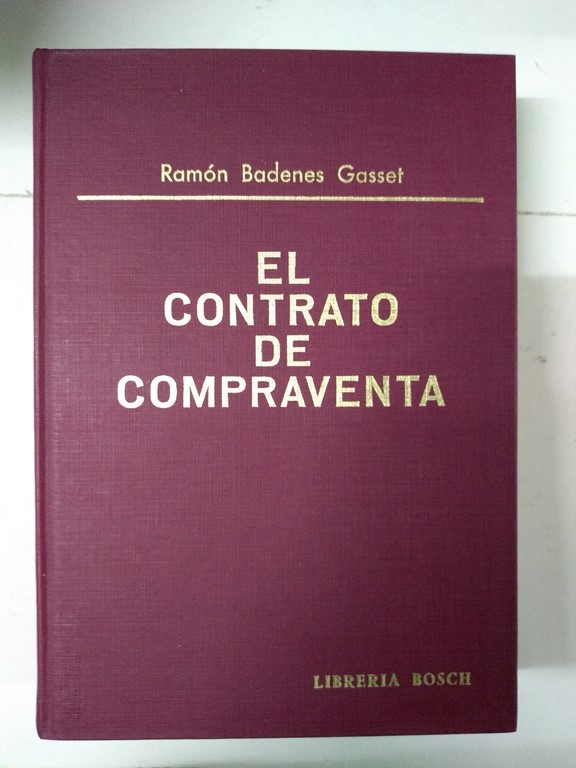 Ramón Badenes Gasset
EL
CONTRATO
DE
COMPRAVENTA
LIBRERIA BOSCH